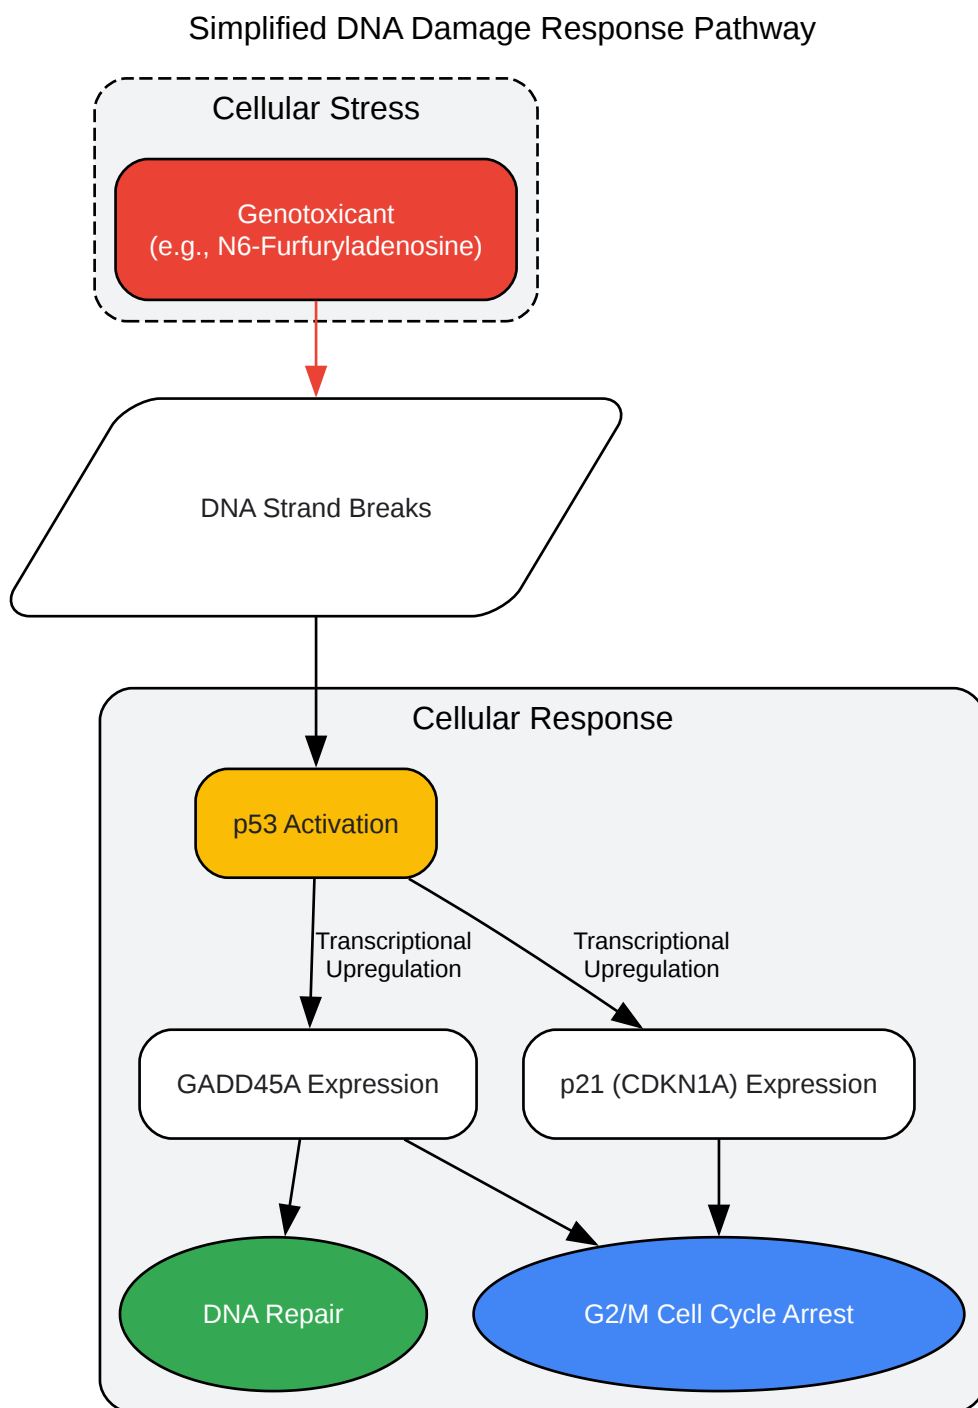 Simplified DNA Damage Response Pathway
Cellular Stress
Genotoxicant
(e.g., N6-Furfuryladenosine)
DNA Strand Breaks
Cellular Response
p53 Activation
Transcriptional
Upregulation
Transcriptional
Upregulation
GADD45A Expression
p21 (CDKN1A) Expression
DNA Repair
G2/M Cell Cycle Arrest